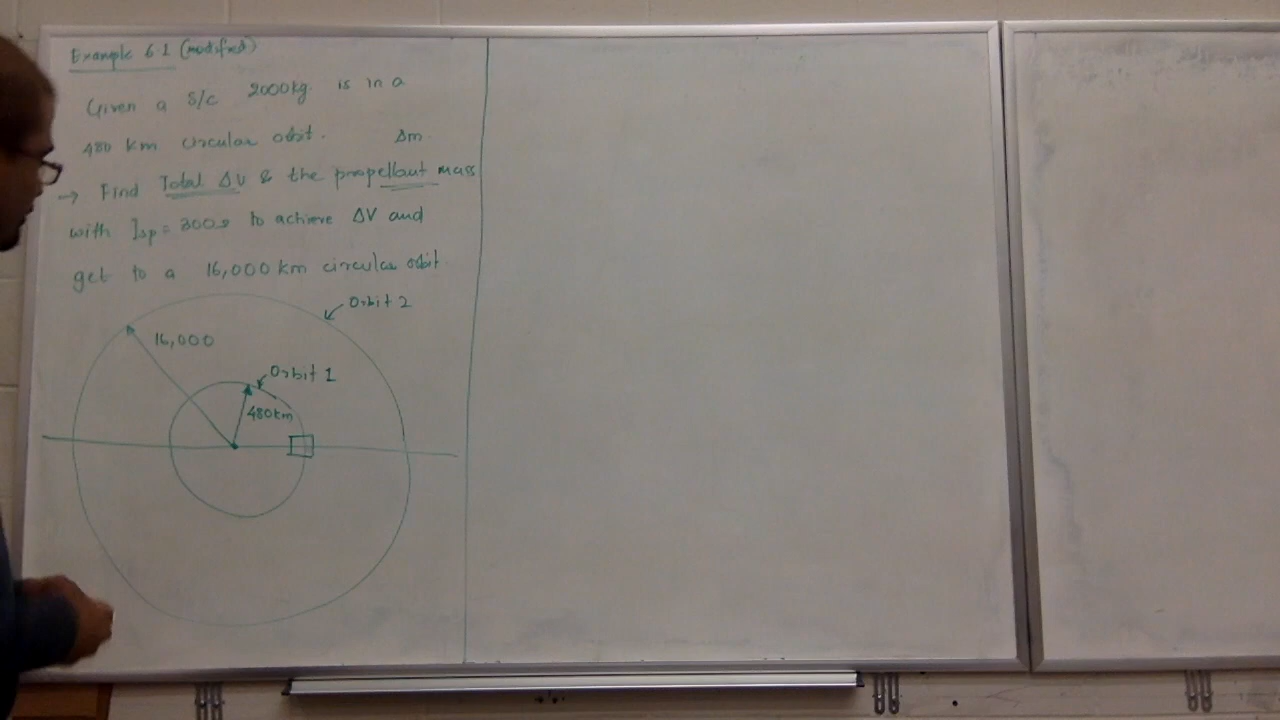 Example 6.1 (modified)
Given a S/C 2000kg. is in a
480 km circular orbit. Δm.
→ Find Total ΔV & the propellant mass
with Isp = 300s to achieve ΔV and
get to a 16,000 km circular orbit
Orbit 2
16,000
Orbit 1
480km